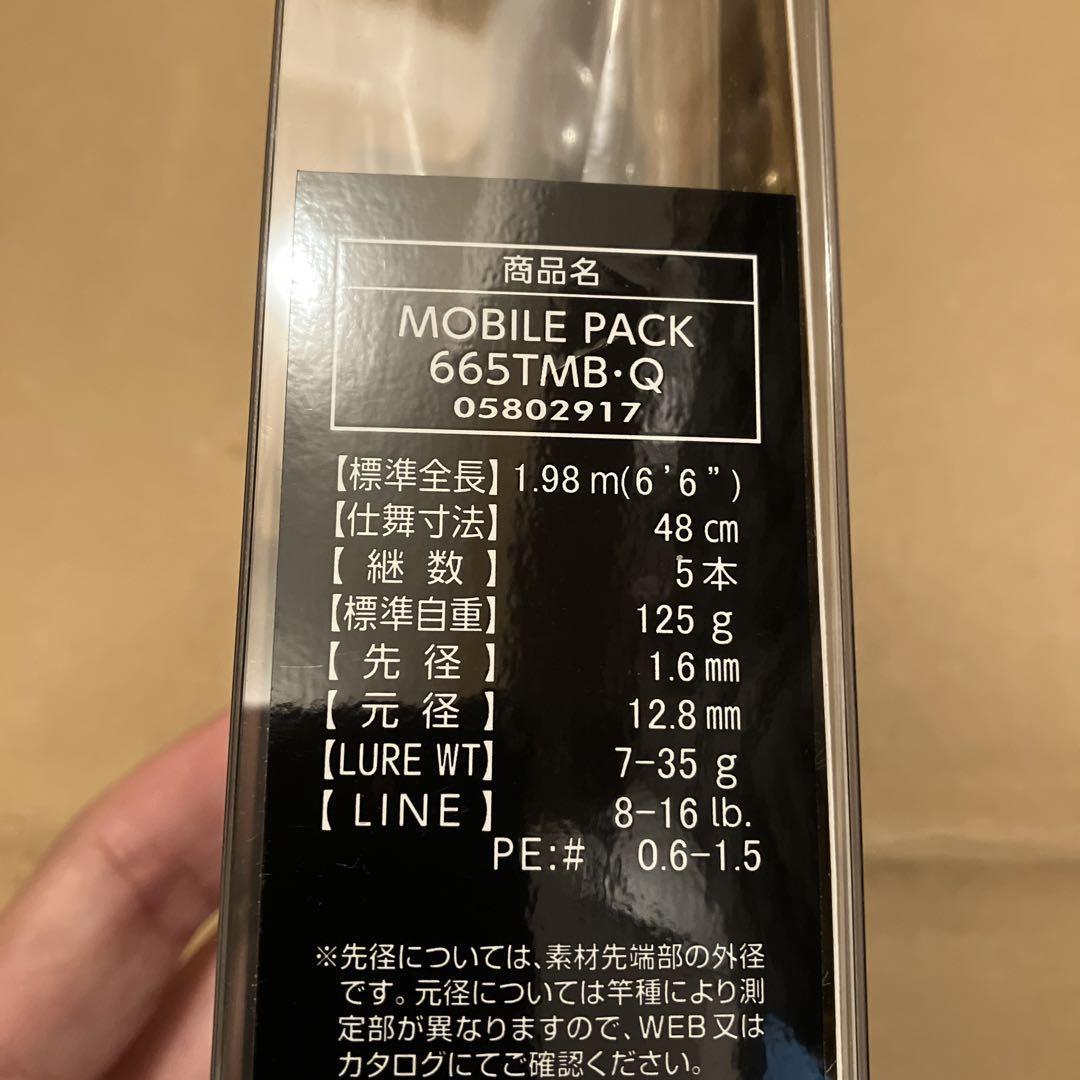 商品名
MOBILE PACK
665TMB・Q
05802917
【標準全長】1.98 m(6'6")
【仕舞寸法】 48 ㎝
【 継 数 】 5 本
【標準自重】 125 g
【 先 径 】 1.6 ㎜
【 元 径 】 12.8 ㎜
【LURE WT】 7-35 g
【 LINE 】 8-16 lb.
PE:# 0.6-1.5
※先径については、素材先端部の外径
です。元径については竿種により測
定部が異なりますので、WEB又は
カタログにてご確認ください。